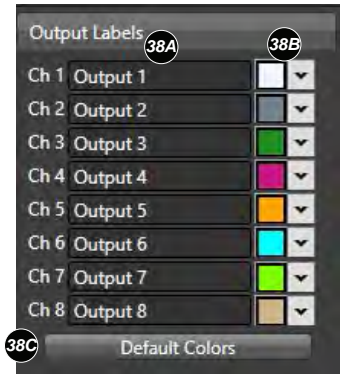 Output Labels
38A 38B
Ch 1 Output 1
Ch 2 Output 2
Ch 3 Output 3
Ch 4 Output 4
Ch 5 Output 5
Ch 6 Output 6
Ch 7 Output 7
Ch 8 Output 8
38C Default Colors